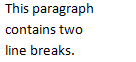 This paragraph
contains two
line breaks.